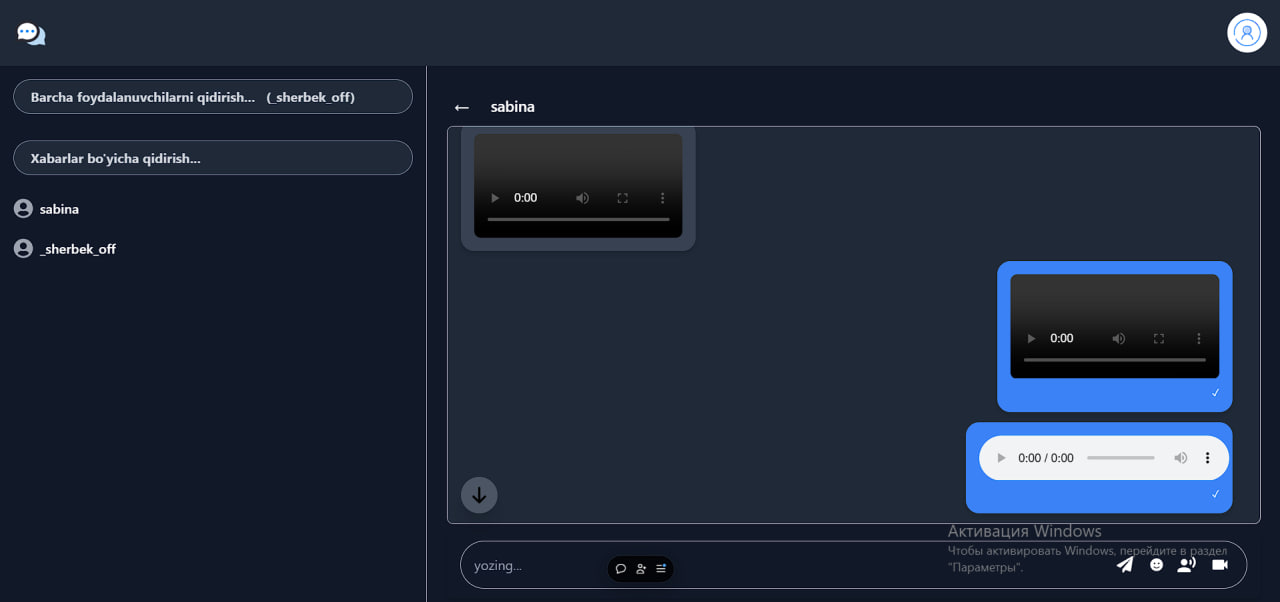 Barcha foydalanuvchilarni qidirish... (_sherbek_off)
Xabarlar bo'yicha qidirish...
sabina
_sherbek_off
← sabina
0:00
0:00
✓
0:00 / 0:00
✓
Активация Windows
Чтобы активировать Windows, перейдите в раздел
"Параметры".
yozing...